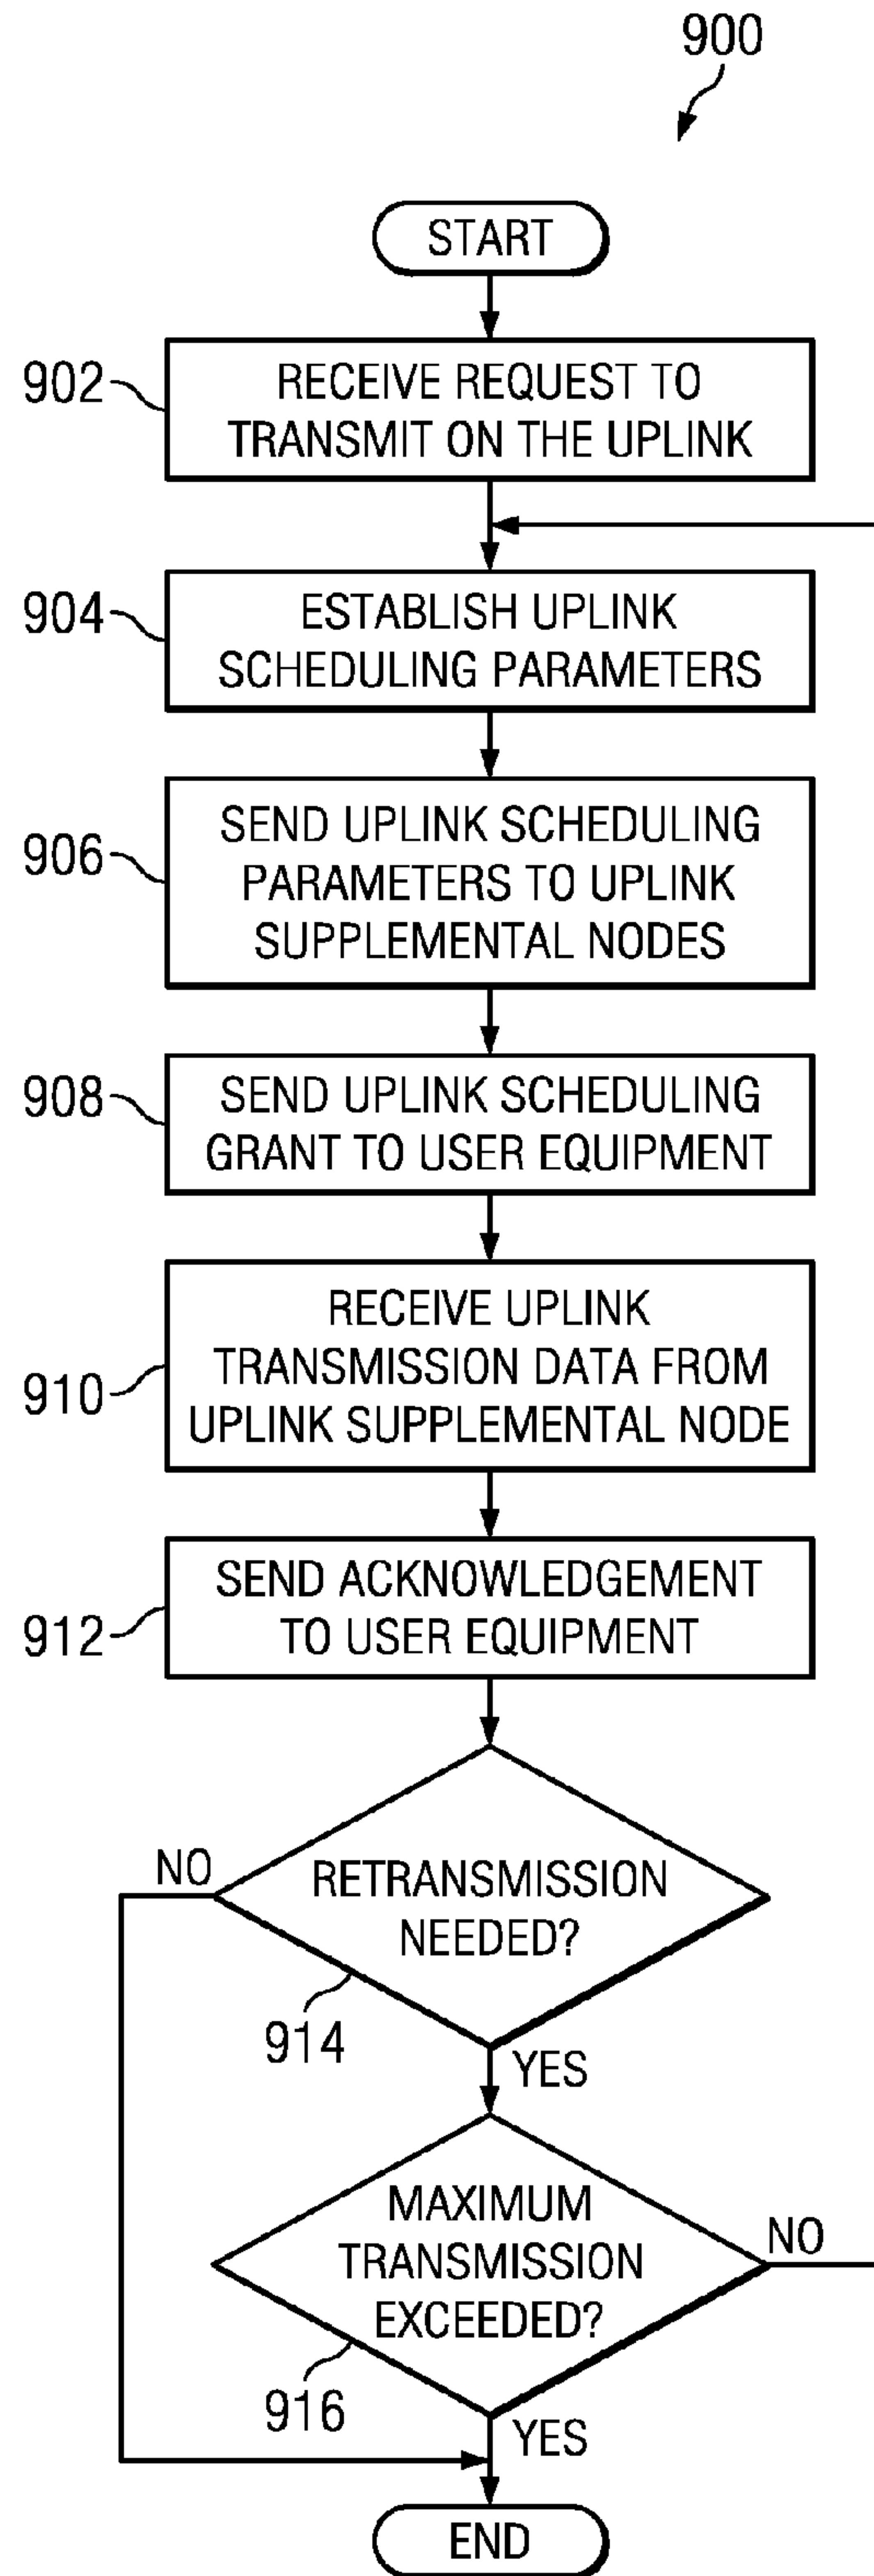 900
START
902
RECEIVE REQUEST TO
TRANSMIT ON THE UPLINK
904
ESTABLISH UPLINK
SCHEDULING PARAMETERS
906
SEND UPLINK SCHEDULING
PARAMETERS TO UPLINK
SUPPLEMENTAL NODES
908
SEND UPLINK SCHEDULING
GRANT TO USER EQUIPMENT
910
RECEIVE UPLINK
TRANSMISSION DATA FROM
UPLINK SUPPLEMENTAL NODE
912
SEND ACKNOWLEDGEMENT
TO USER EQUIPMENT
NO
RETRANSMISSION
NEEDED?
914
YES
MAXIMUM
TRANSMISSION
EXCEEDED?
NO
916
YES
END